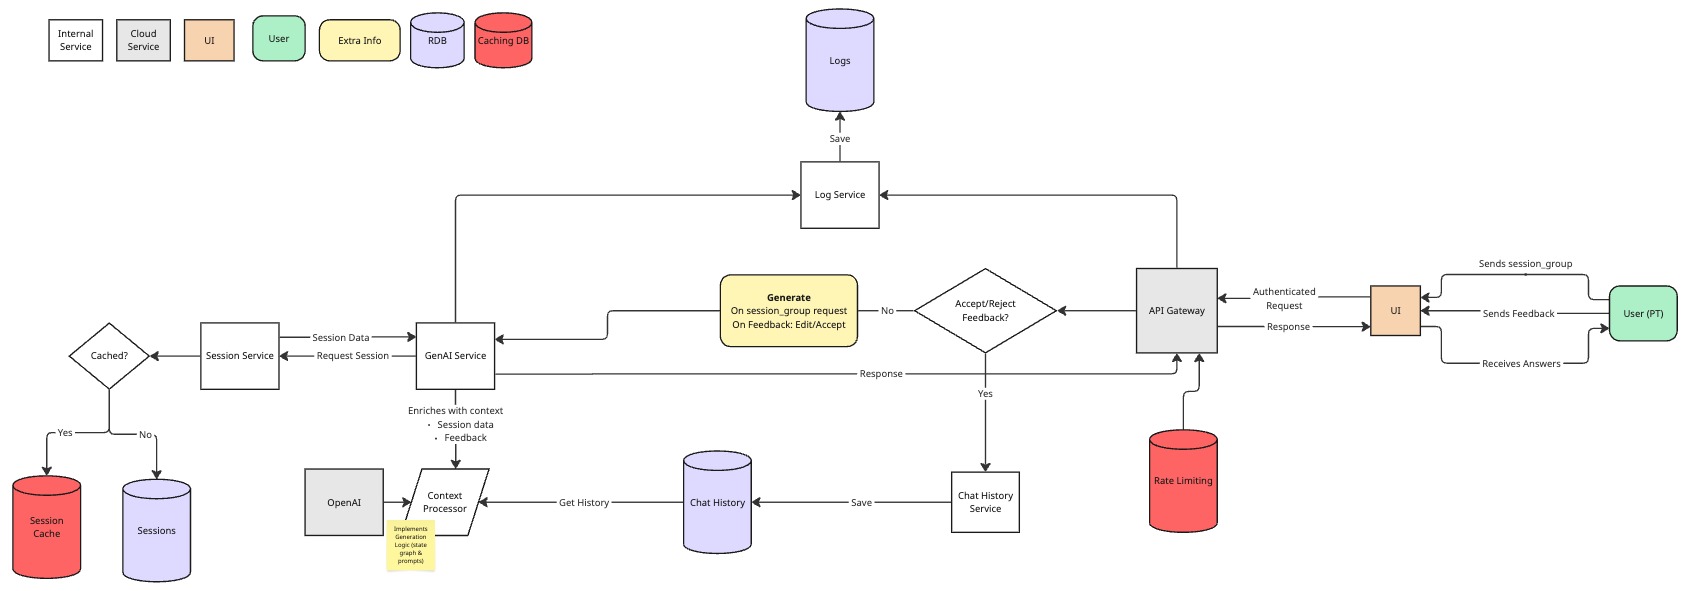 Internal
Service
Cloud
Service
UI
User
Extra Info
RDB
Caching DB
Logs
Save
Log Service
Sends session_group
Generate
On session_group request
On Feedback: Edit/Accept
No
Accept/Reject
Feedback?
API Gateway
Authenticated
Request
Response
UI
Sends Feedback
User (PT)
Receives Answers
Cached?
Session Service
Session Data
Request Session
GenAI Service
Response
Yes
Enriches with context
• Session data
• Feedback
Yes
No
Session
Cache
Sessions
OpenAI
Context
Processor
Implements
Generation
Logic (state
graph &
prompts)
Get History
Chat History
Save
Chat History
Service
Rate Limiting